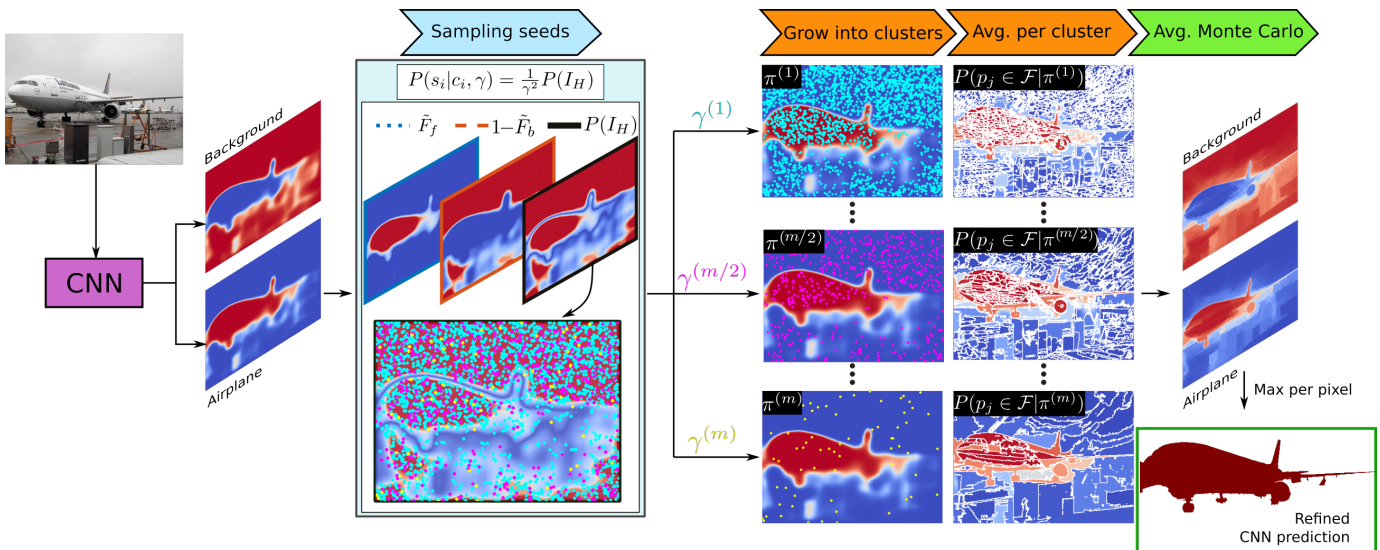 Sampling seeds
Grow into clusters
Avg. per cluster
Avg. Monte Carlo
P(s_i|c_i, γ) = 1/γ² P(I_H)
F̃_f
1−F̃_b
P(I_H)
Background
Airplane
CNN
γ^(1)
γ^(m/2)
γ^(m)
π^(1)
P(p_j ∈ F|π^(1))
π^(m/2)
P(p_j ∈ F|π^(m/2))
π^(m)
P(p_j ∈ F|π^(m))
Background
Airplane
Max per pixel
Refined
CNN prediction